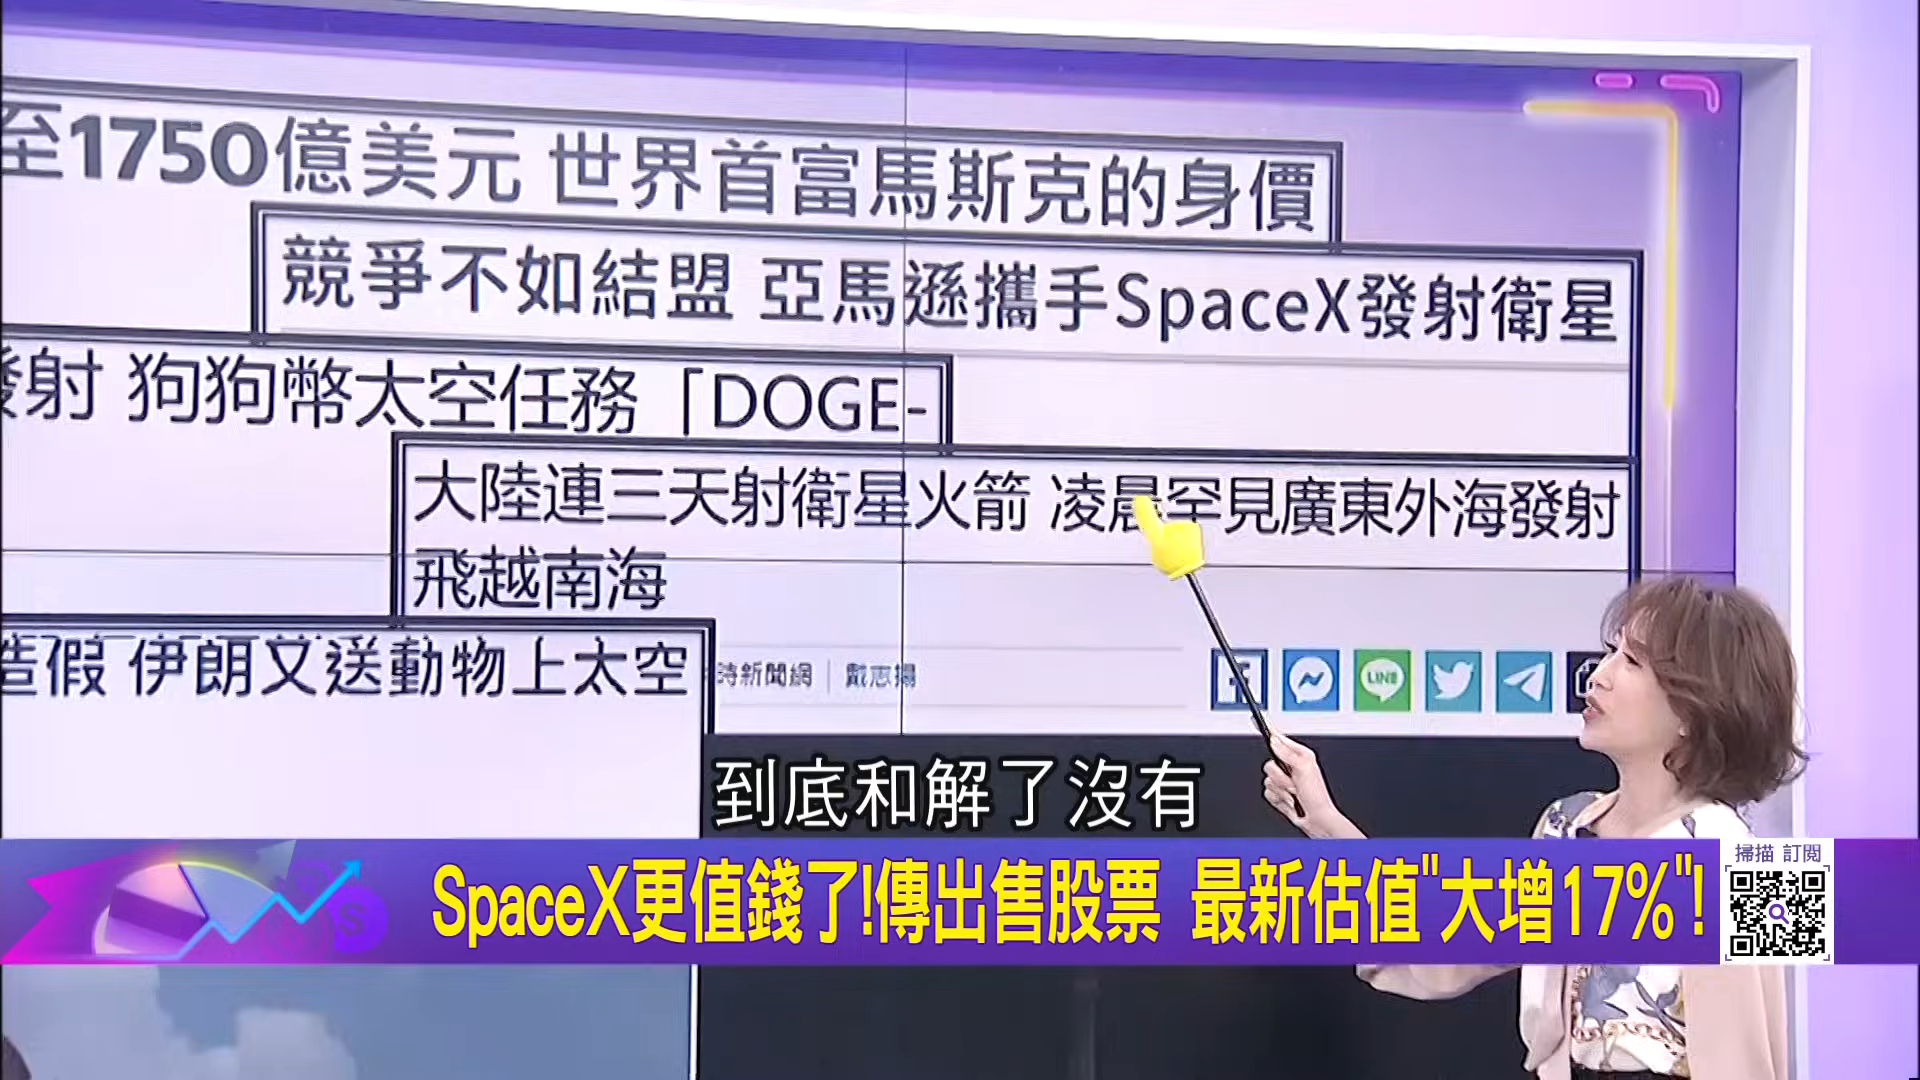 至1750億美元 世界首富馬斯克的身價
競爭不如結盟 亞馬遜攜手SpaceX發射衛星
發射 狗狗幣太空任務「DOGE-
大陸連三天射衛星火箭 凌晨罕見廣東外海發射
飛越南海
造假 伊朗又送動物上太空
時新聞網 戴志揚
LINE
到底和解了沒有
掃描 訂閱
SpaceX更值錢了!傳出售股票 最新估值"大增17%"!